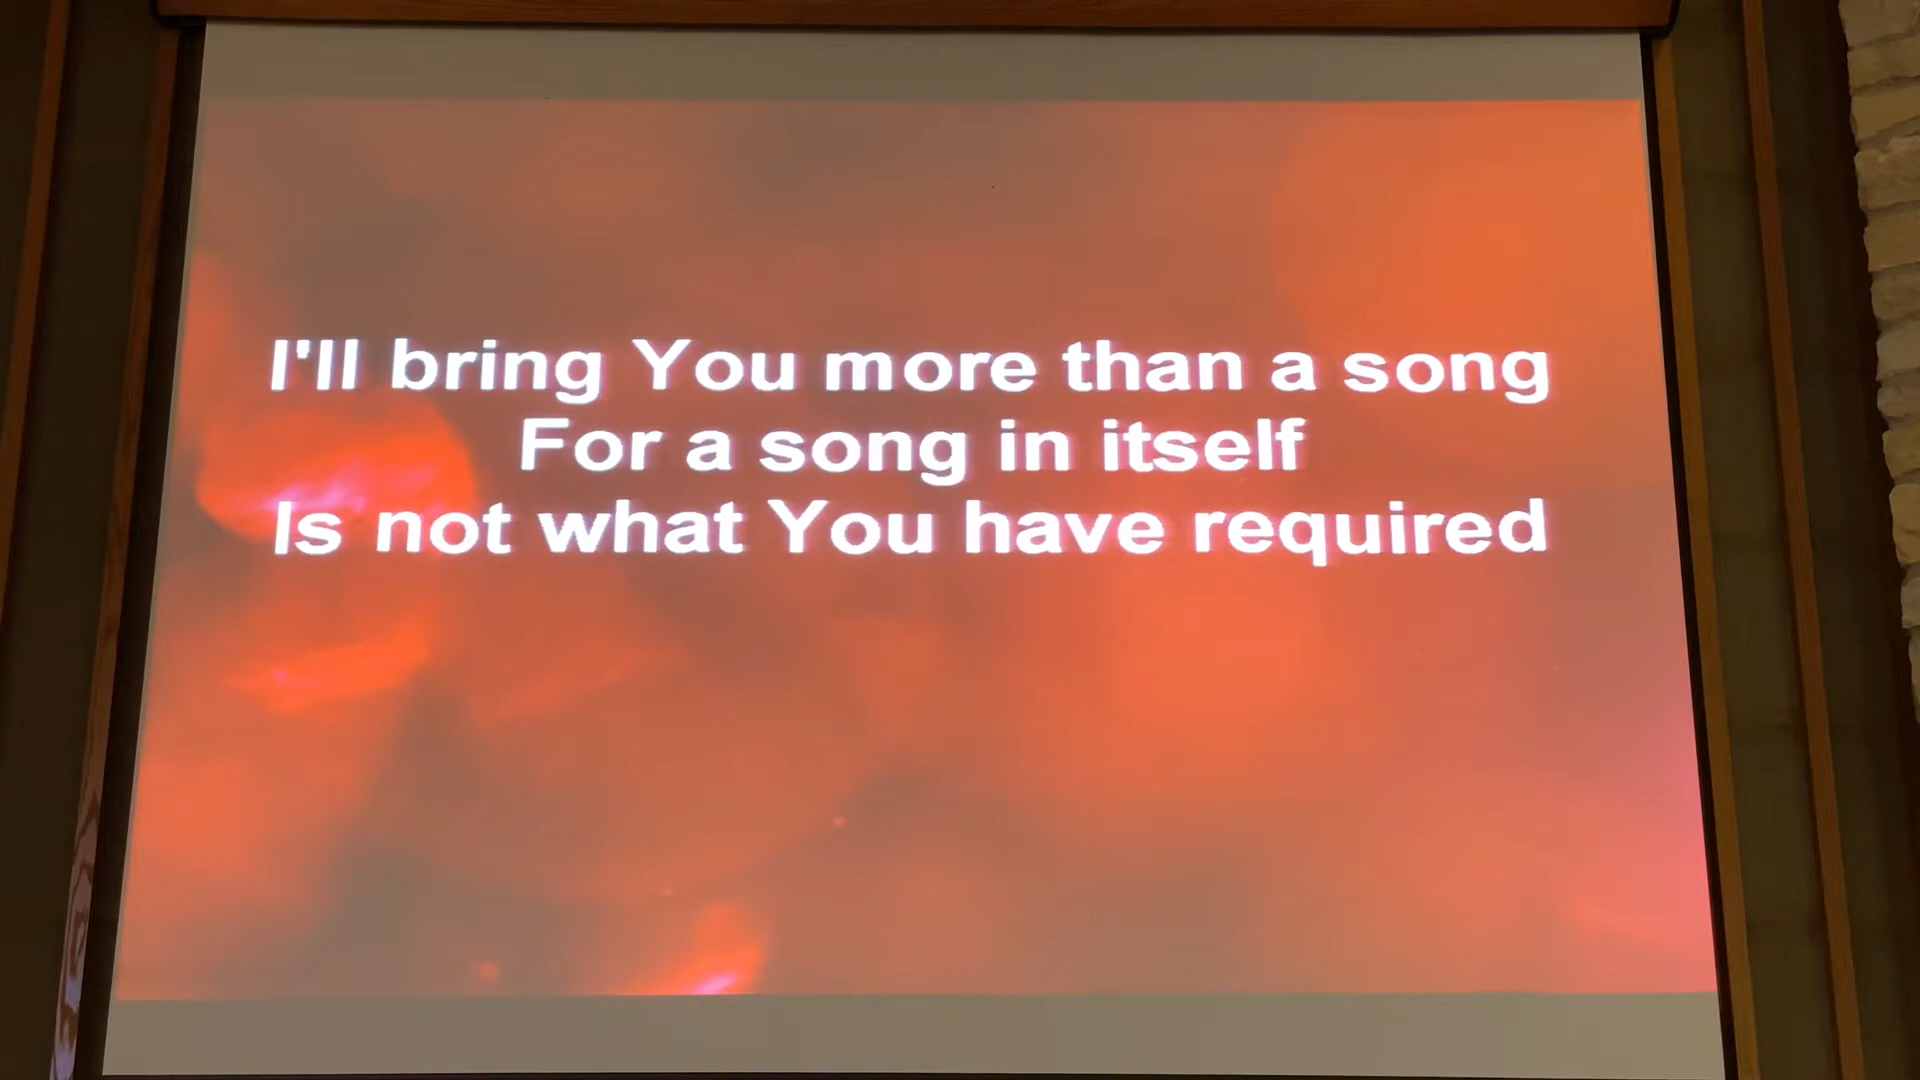 I'll bring You more than a song
For a song in itself
Is not what You have required